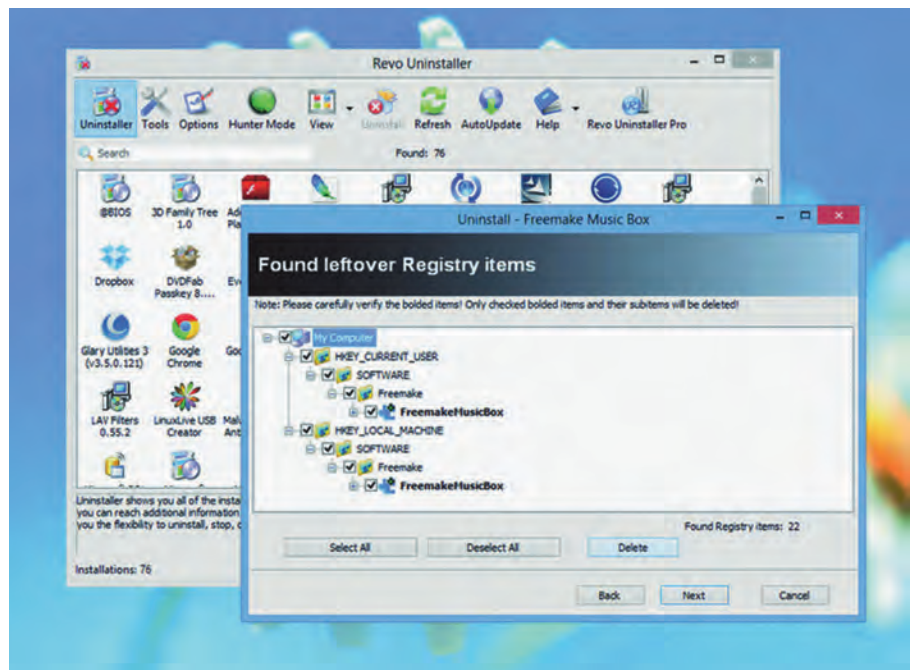 Revo Uninstaller
Uninstaller Tools Options Hunter Mode View Uninstall Refresh AutoUpdate Help Revo Uninstaller Pro
Search Found: 76
@BIOS 3D Family Tree
1.0
Dropbox DVDFab
Passkey 8....
Glary Utilities 3 Google
(v3.5.0.121) Chrome
LAV Filters LinuxLive USB
0.55.2 Creator
Uninstaller shows you all of the insta
you can reach additional information
you the flexibility to uninstall, stop,
Installations: 76
Uninstall - Freemake Music Box
Found leftover Registry items
Note: Please carefully verify the bolded items! Only checked bolded items and their subitems will be deleted!
My Computer
HKEY_CURRENT_USER
SOFTWARE
Freemake
FreemakeMusicBox
HKEY_LOCAL_MACHINE
SOFTWARE
Freemake
FreemakeMusicBox
Found Registry items: 22
Select All Deselect All Delete
Back Next Cancel